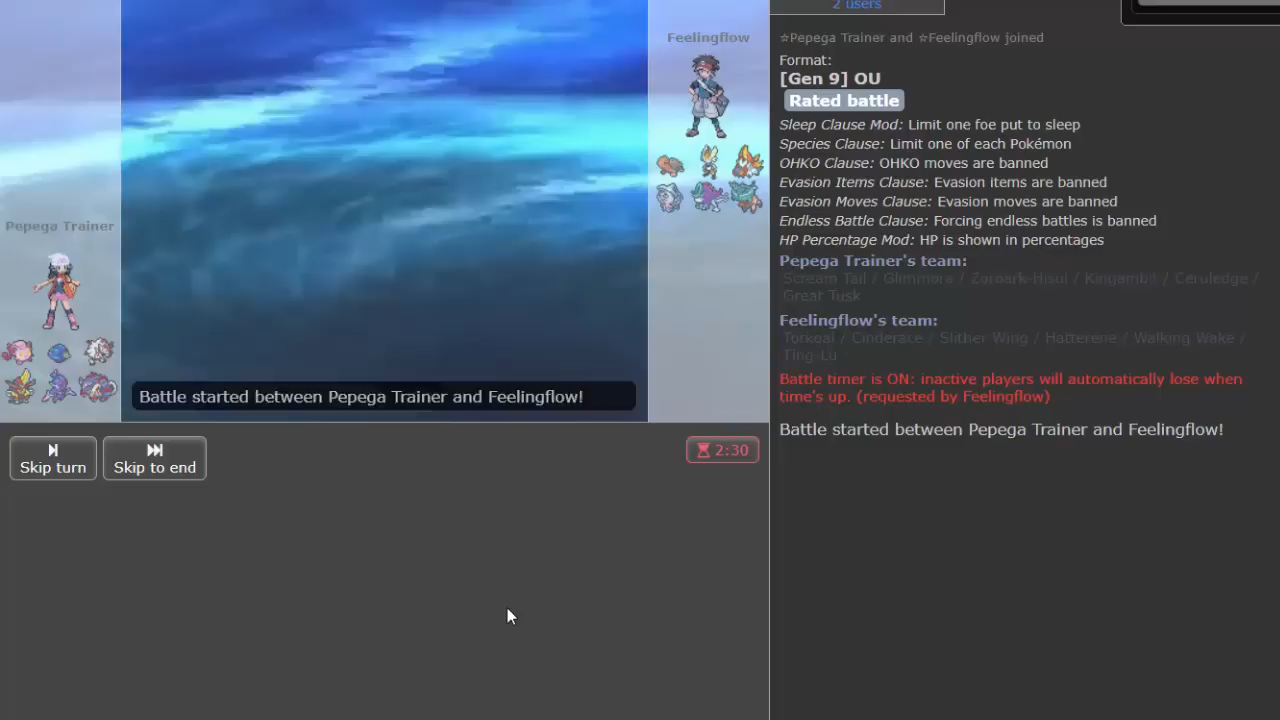 2 users
☆Pepega Trainer and ☆Feelingflow joined
Feelingflow
Format:
[Gen 9] OU
Rated battle
Sleep Clause Mod: Limit one foe put to sleep
Species Clause: Limit one of each Pokémon
OHKO Clause: OHKO moves are banned
Evasion Items Clause: Evasion items are banned
Evasion Moves Clause: Evasion moves are banned
Endless Battle Clause: Forcing endless battles is banned
HP Percentage Mod: HP is shown in percentages
Pepega Trainer
Pepega Trainer's team:
Scream Tail / Glimmora / Zoroark-Hisui / Kingambit / Ceruledge /
Great Tusk
Feelingflow's team:
Torkoal / Cinderace / Slither Wing / Hatterene / Walking Wake /
Ting-Lu
Battle timer is ON: inactive players will automatically lose when
time's up. (requested by Feelingflow)
Battle started between Pepega Trainer and Feelingflow!
Battle started between Pepega Trainer and Feelingflow!
Skip turn
Skip to end
2:30